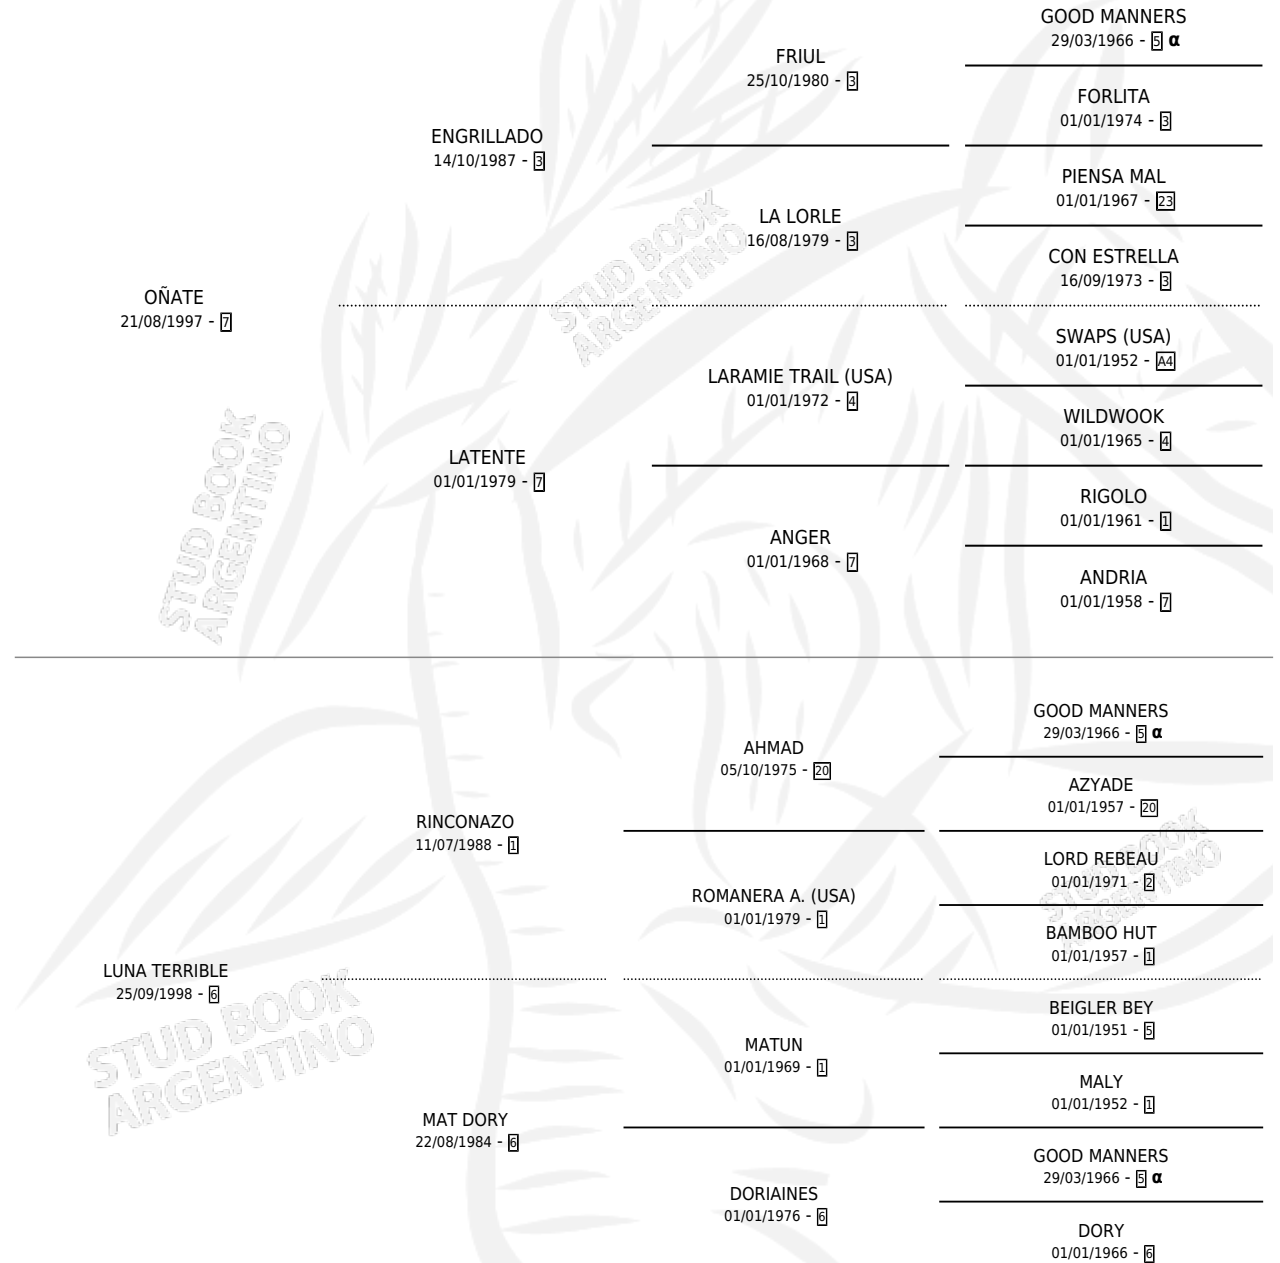 GOOD MANNERS
29/03/1966 - 5 α
FRIUL
25/10/1980 - 3
FORLITA
01/01/1974 - 3
ENGRILLADO
14/10/1987 - 3
PIENSA MAL
01/01/1967 - 23
LA LORLE
16/08/1979 - 3
CON ESTRELLA
16/09/1973 - 3
OÑATE
21/08/1997 - 7
STUD BOOK
ARGENTINO
SWAPS (USA)
01/01/1952 - A4
LARAMIE TRAIL (USA)
01/01/1972 - 4
WILDWOOK
01/01/1965 - 4
LATENTE
01/01/1979 - 7
RIGOLO
01/01/1961 - 1
ANGER
01/01/1968 - 7
ANDRIA
01/01/1958 - 7
STUD BOOK
ARGENTINO
GOOD MANNERS
29/03/1966 - 5 α
AHMAD
05/10/1975 - 20
AZYADE
01/01/1957 - 20
RINCONAZO
11/07/1988 - 1
LORD REBEAU
01/01/1971 - 2
ROMANERA A. (USA)
01/01/1979 - 1
STUD BOOK
ARGENTINO
BAMBOO HUT
01/01/1957 - 1
LUNA TERRIBLE
25/09/1998 - 6
BEIGLER BEY
01/01/1951 - 5
STUD BOOK
ARGENTINO
MATUN
01/01/1969 - 1
MALY
01/01/1952 - 1
MAT DORY
22/08/1984 - 6
GOOD MANNERS
29/03/1966 - 5 α
DORIAINES
01/01/1976 - 6
DORY
01/01/1966 - 6